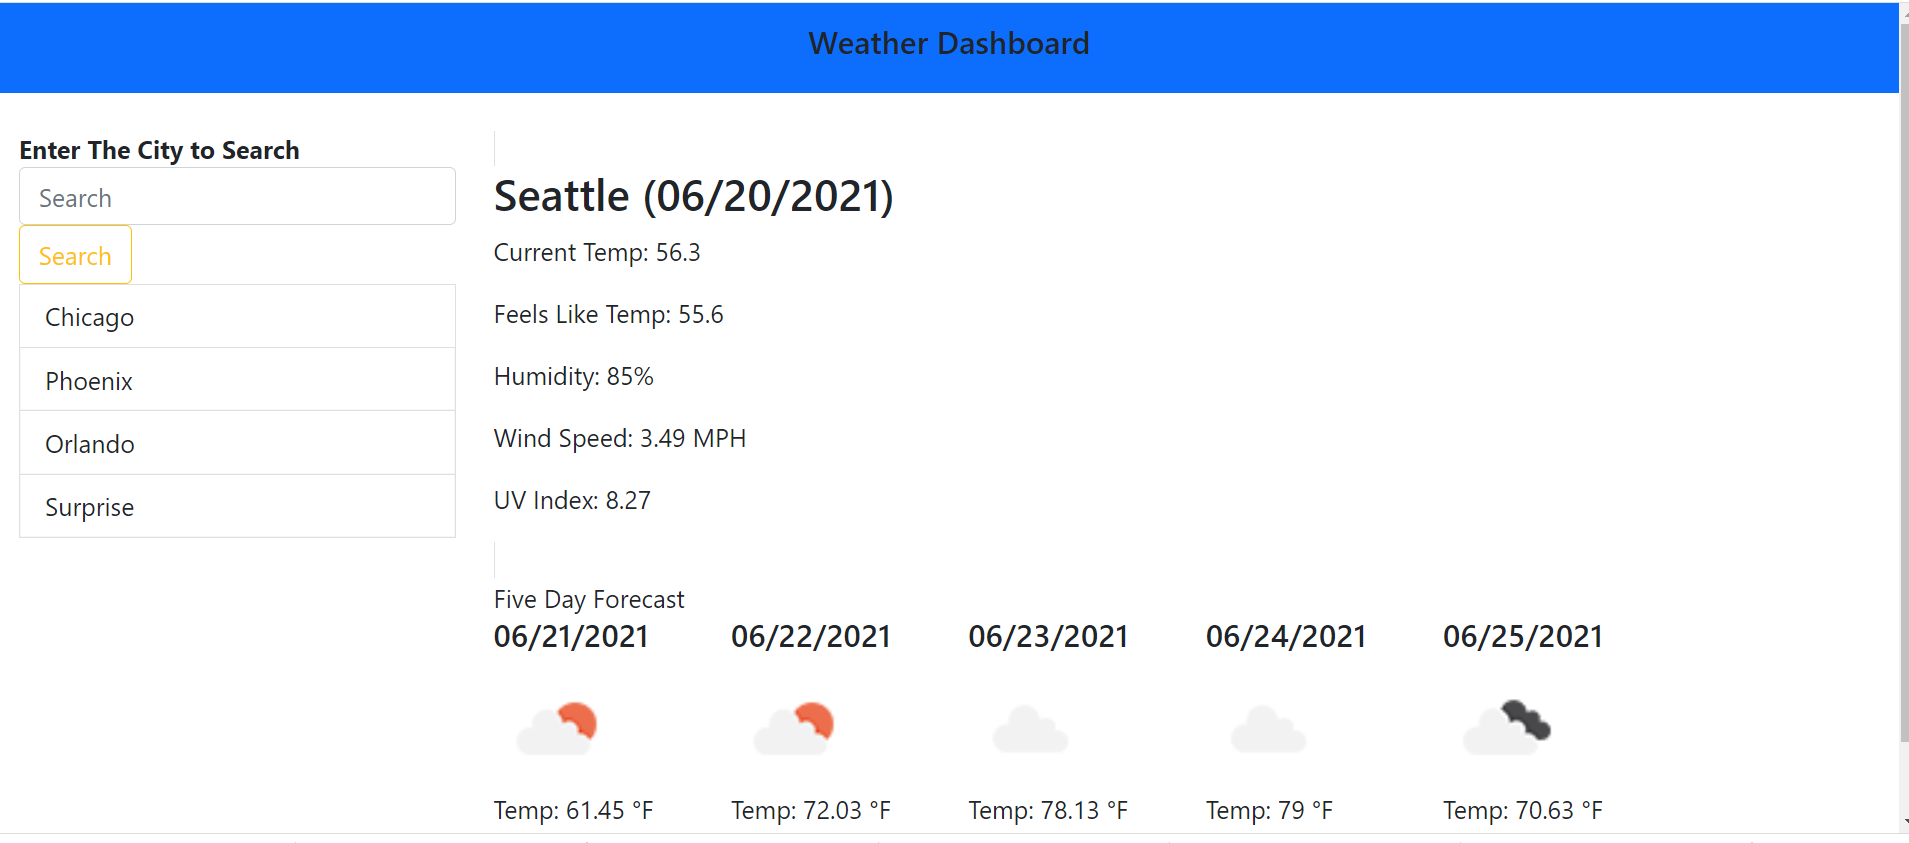 Weather Dashboard
Enter The City to Search
Search
Search
Chicago
Phoenix
Orlando
Surprise
Seattle (06/20/2021)
Current Temp: 56.3
Feels Like Temp: 55.6
Humidity: 85%
Wind Speed: 3.49 MPH
UV Index: 8.27
Five Day Forecast
06/21/2021 06/22/2021 06/23/2021 06/24/2021 06/25/2021
Temp: 61.45 °F Temp: 72.03 °F Temp: 78.13 °F Temp: 79 °F Temp: 70.63 °F